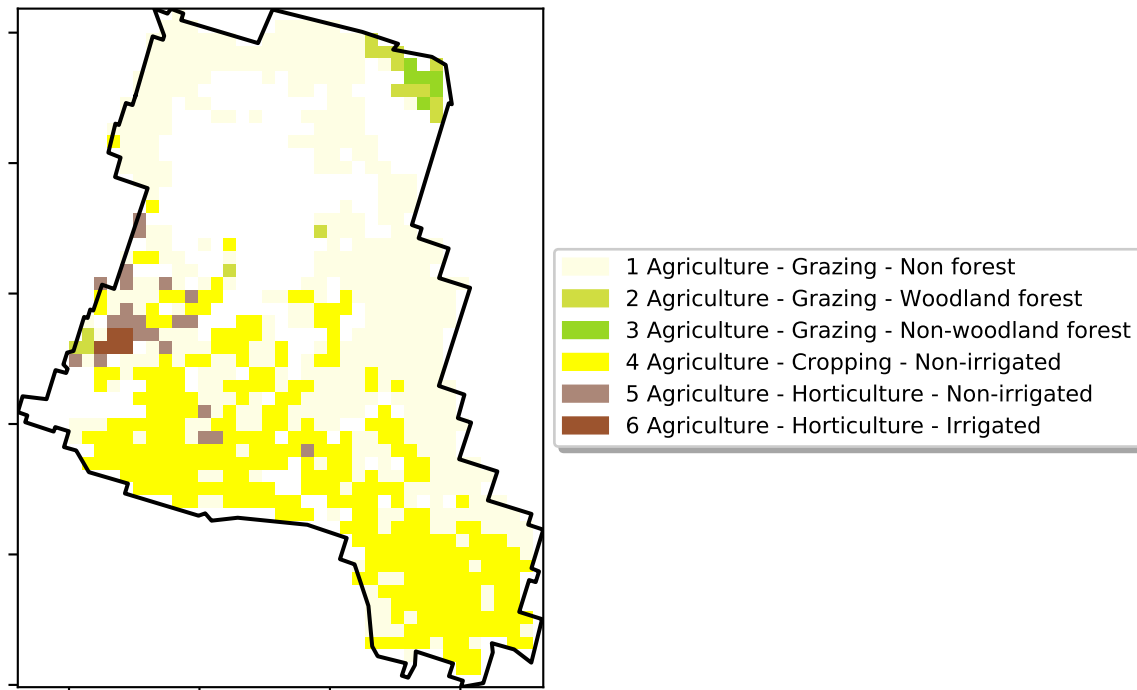 1 Agriculture - Grazing - Non forest
2 Agriculture - Grazing - Woodland forest
3 Agriculture - Grazing - Non-woodland forest
4 Agriculture - Cropping - Non-irrigated
5 Agriculture - Horticulture - Non-irrigated
6 Agriculture - Horticulture - Irrigated